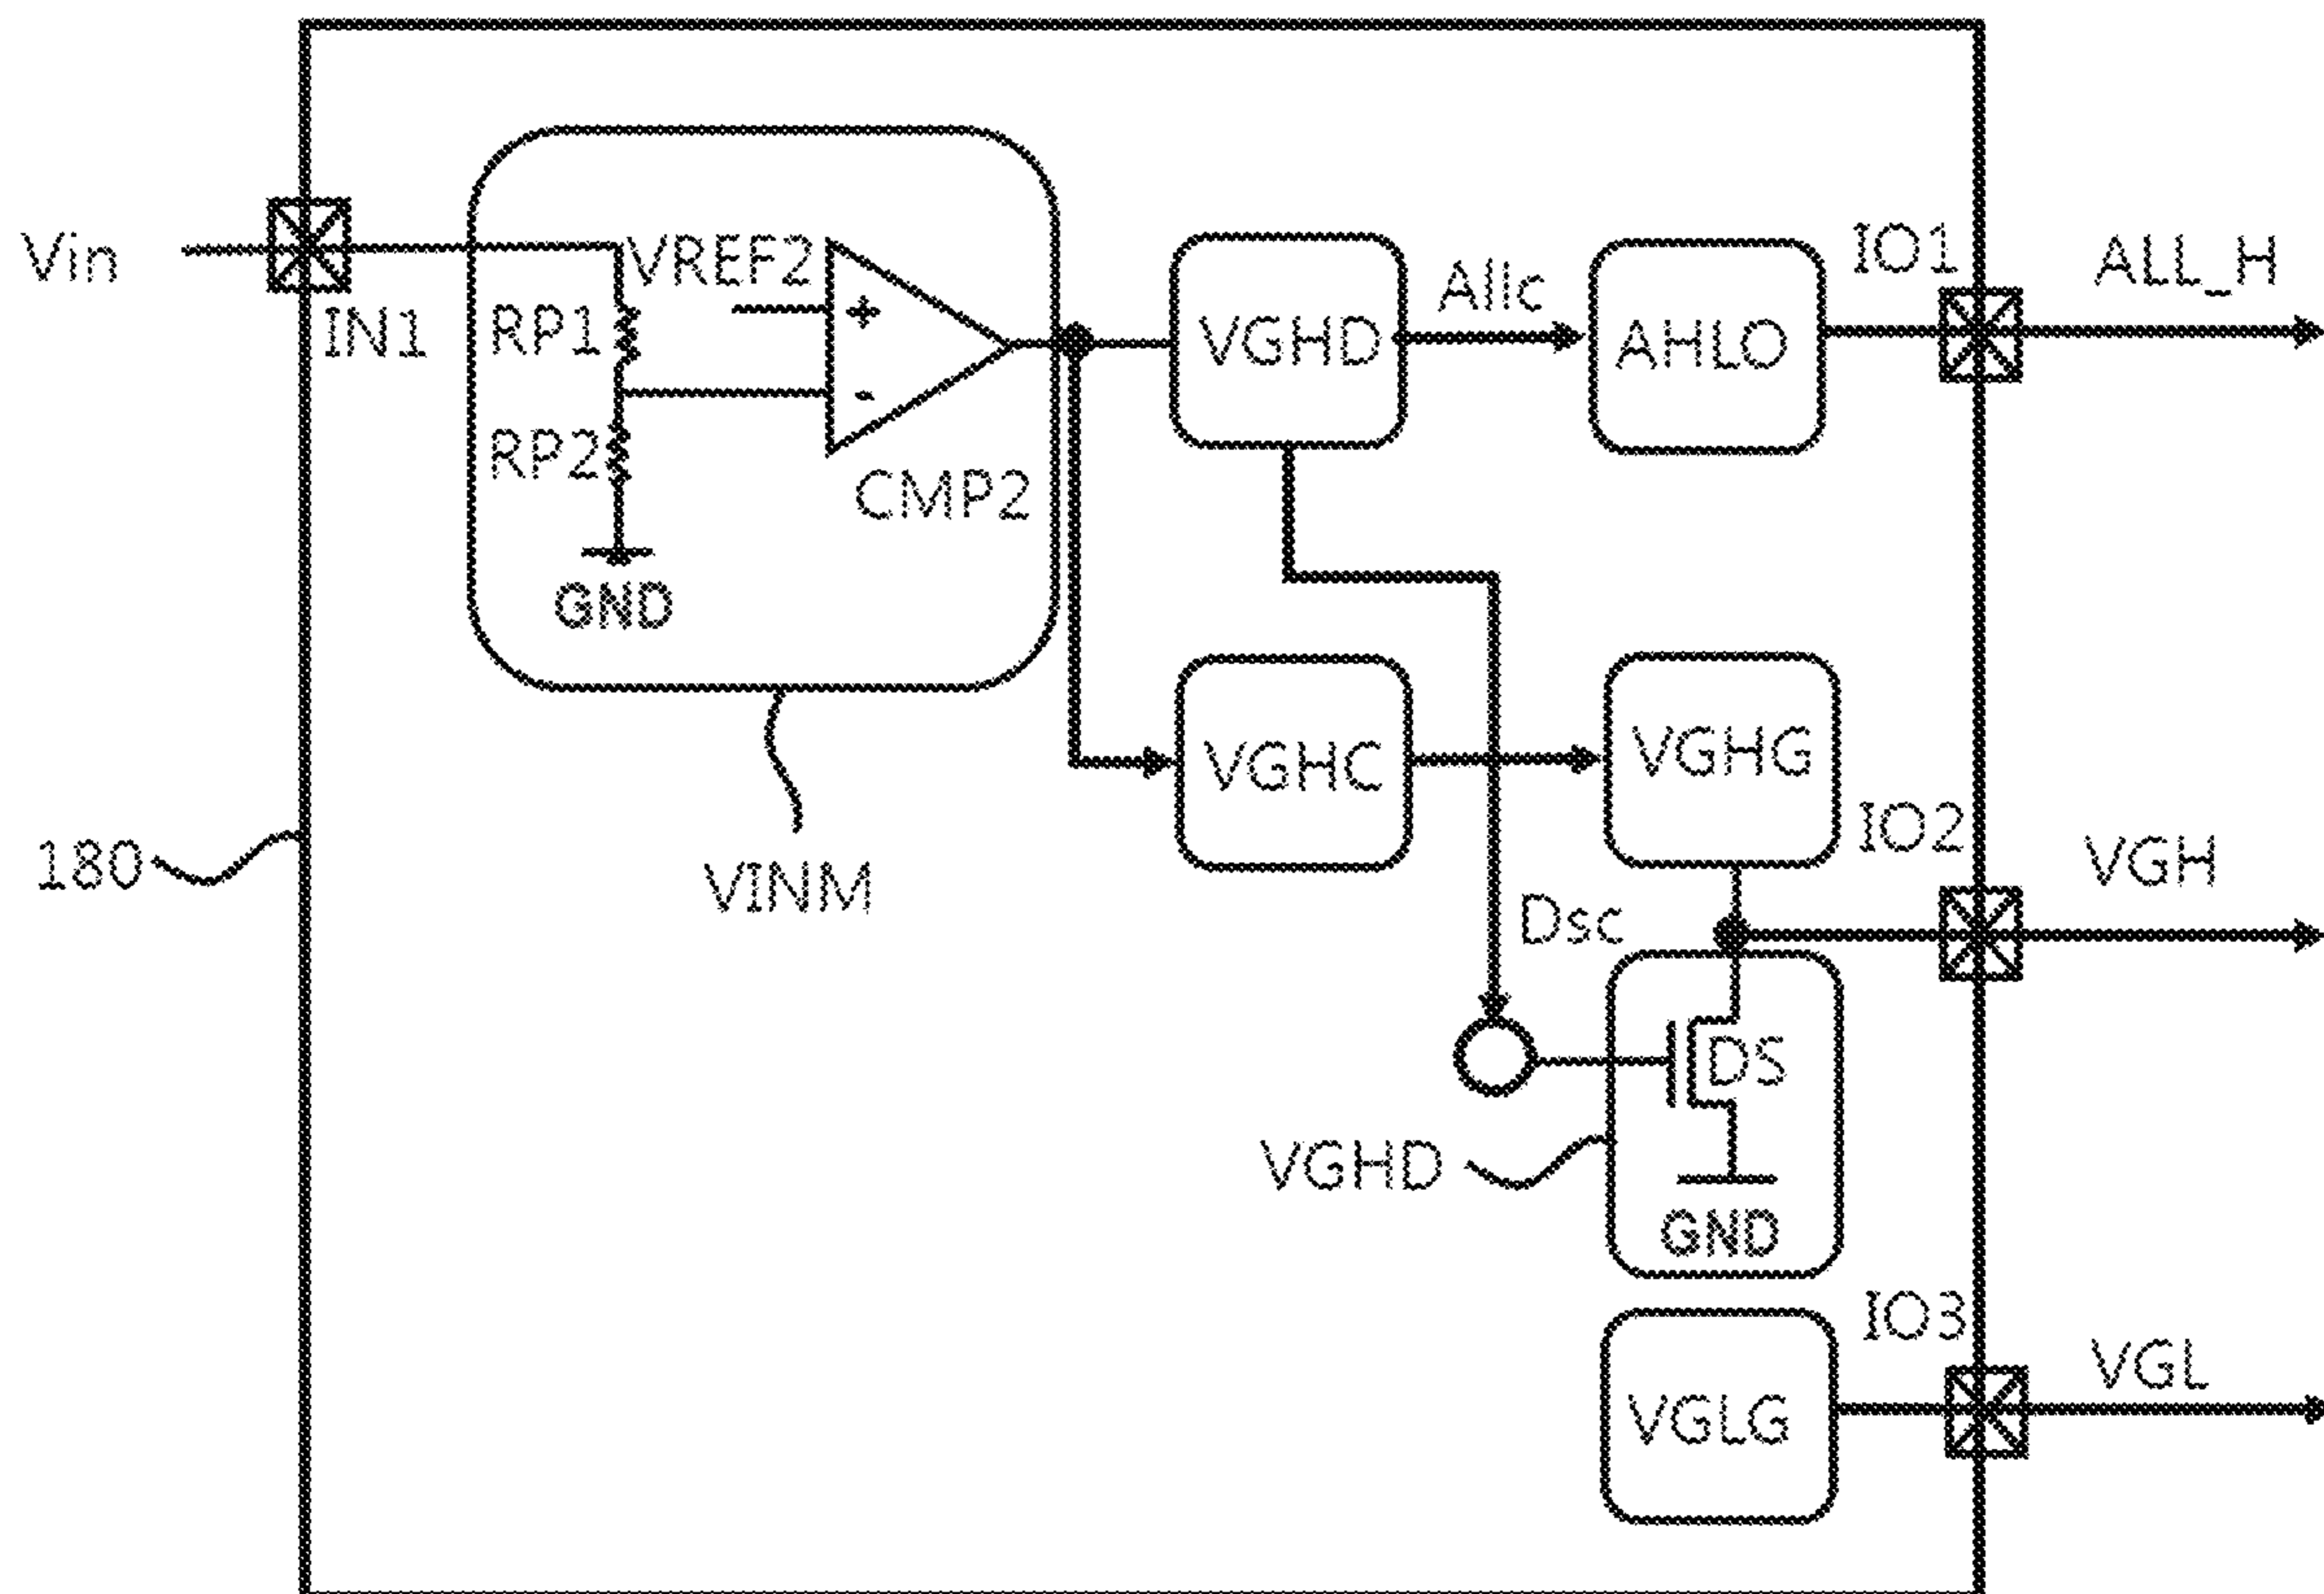 Vin
IN1
RP1
RP2
VREF2
+
-
CMP2
GND
VINM
180
VGHD
Allc
AHLO
IO1
ALL_H
VGHC
VGHG
IO2
VGH
Dsc
DS
VGHD
GND
IO3
VGLG
VGL